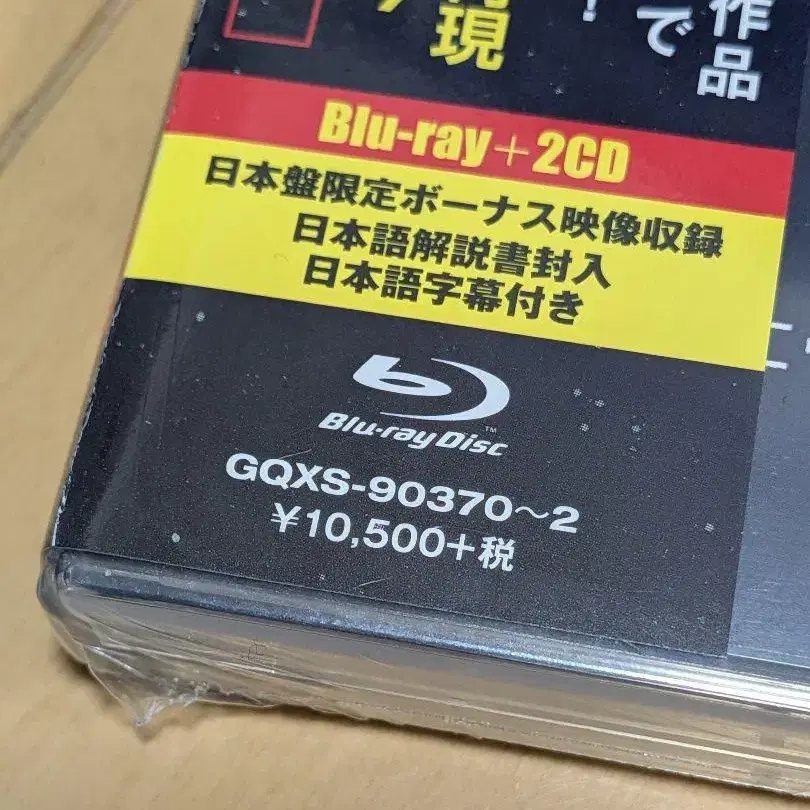 作品
で
！
現
Blu-ray+2CD
日本盤限定ボーナス映像収録
日本語解説書封入
日本語字幕付き
Blu-ray Disc™
GQXS-90370～2
¥10,500+税